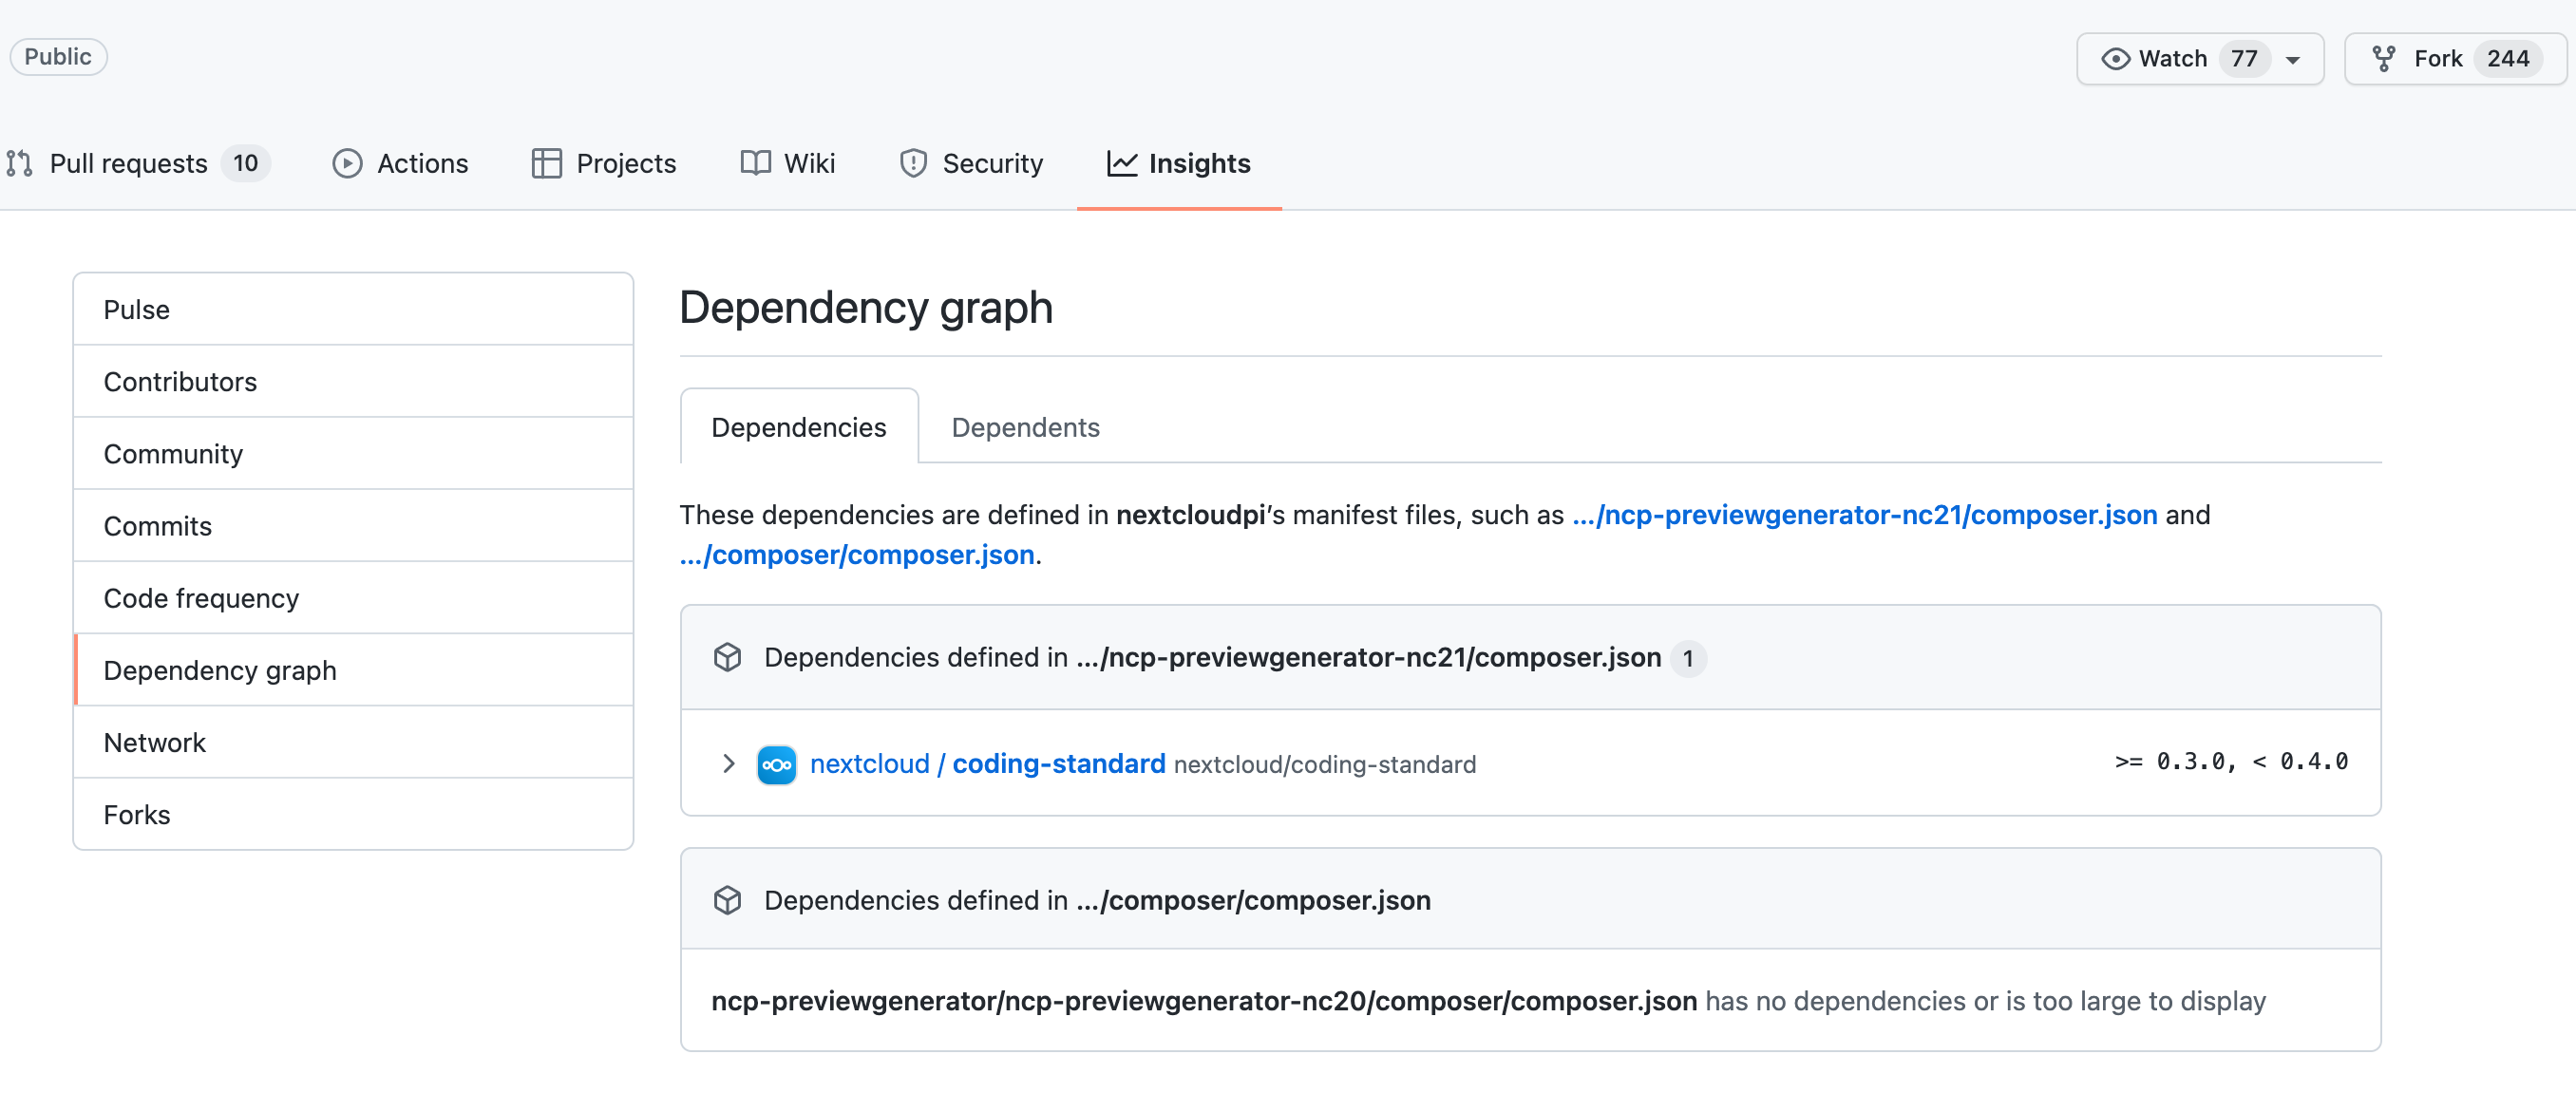 Public
Watch 77
Fork 244
Pull requests 10
Actions
Projects
Wiki
Security
Insights
Pulse
Contributors
Community
Commits
Code frequency
Dependency graph
Network
Forks
Dependency graph
Dependencies
Dependents
These dependencies are defined in nextcloudpi’s manifest files, such as .../ncp-previewgenerator-nc21/composer.json and
.../composer/composer.json.
Dependencies defined in .../ncp-previewgenerator-nc21/composer.json 1
nextcloud / coding-standard nextcloud/coding-standard
>= 0.3.0, < 0.4.0
Dependencies defined in .../composer/composer.json
ncp-previewgenerator/ncp-previewgenerator-nc20/composer/composer.json has no dependencies or is too large to display